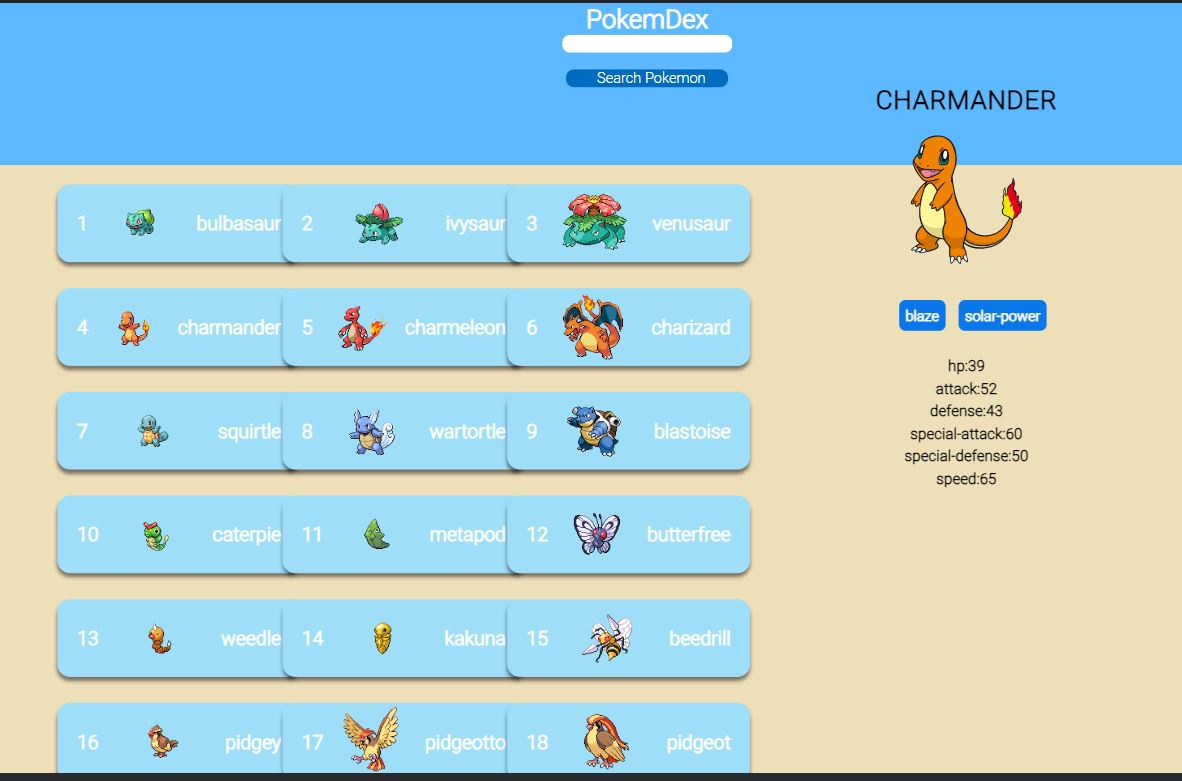 PokemDex
Search Pokemon
CHARMANDER
1 bulbasaur 2 ivysaur 3 venusaur
4 charmander 5 charmeleon 6 charizard
blaze solar-power
hp:39
attack:52
defense:43
special-attack:60
special-defense:50
speed:65
7 squirtle 8 wartortle 9 blastoise
10 caterpie 11 metapod 12 butterfree
13 weedle 14 kakuna 15 beedrill
16 pidgey 17 pidgeotto 18 pidgeot